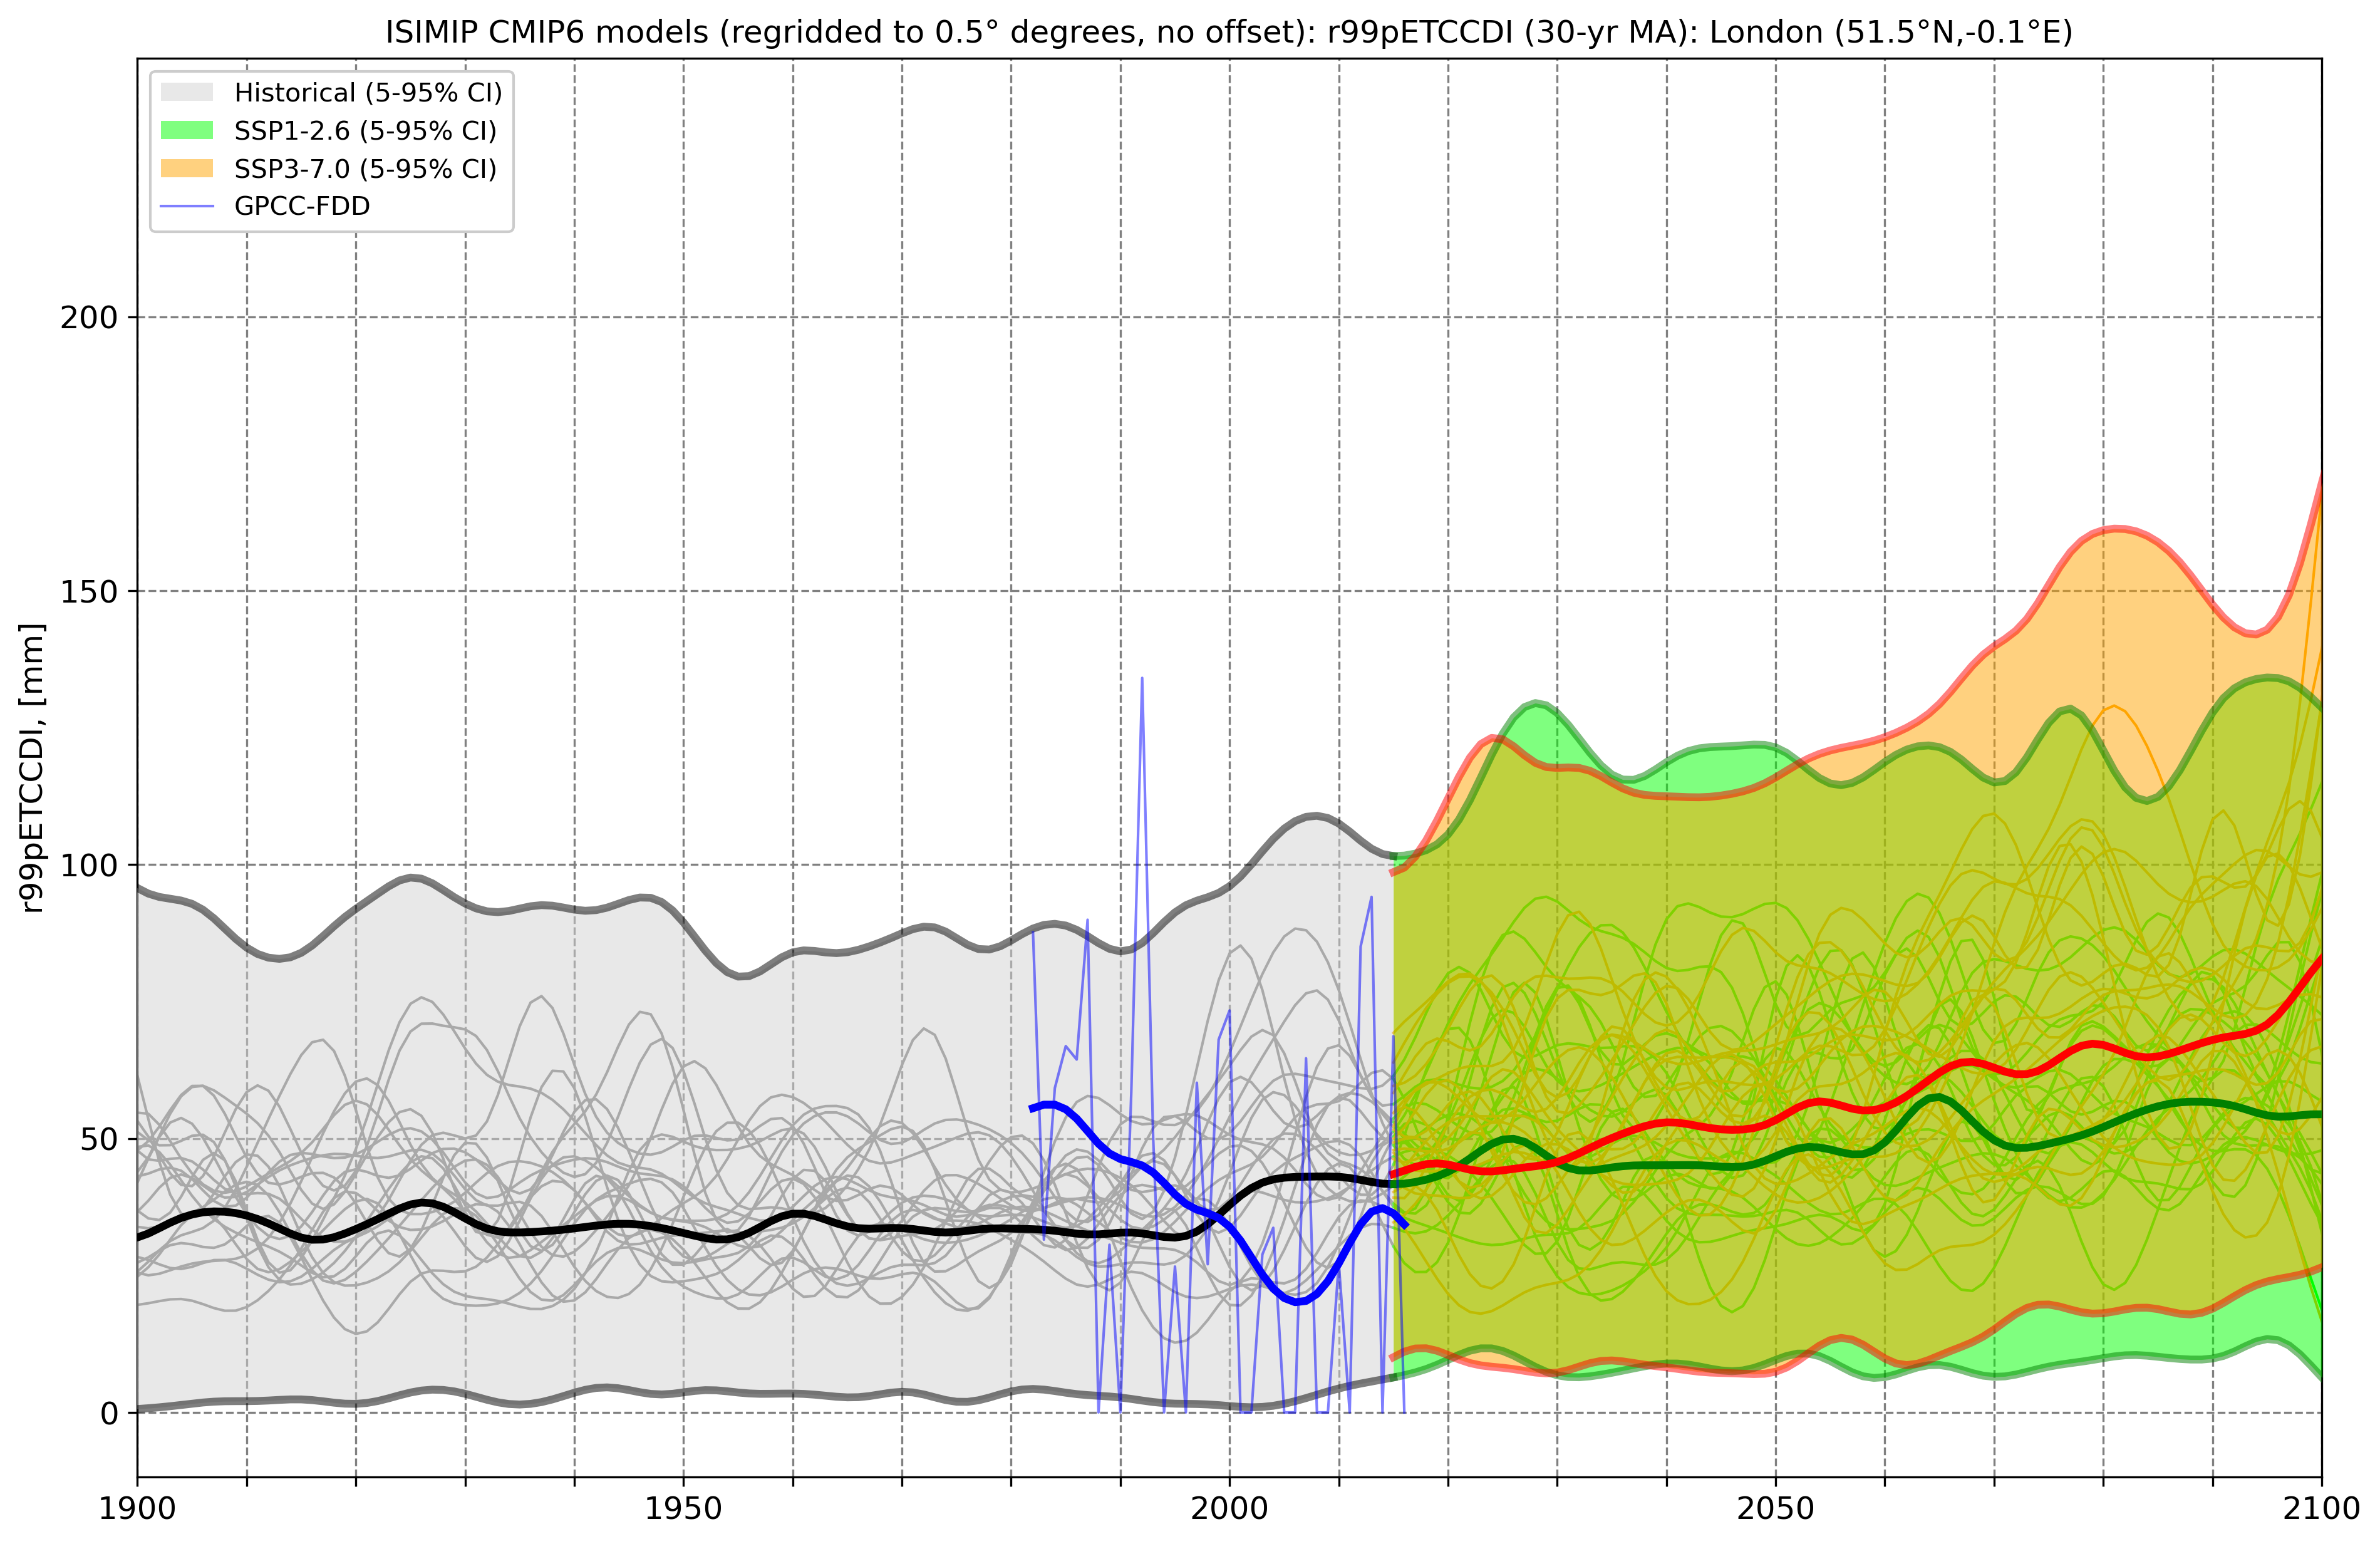 ISIMIP CMIP6 models (regridded to 0.5° degrees, no offset): r99pETCCDI (30-yr MA): London (51.5°N,-0.1°E)
Historical (5-95% CI)
SSP1-2.6 (5-95% CI)
SSP3-7.0 (5-95% CI)
GPCC-FDD
r99pETCCDI, [mm]
200
150
100
50
0
1900 1950 2000 2050 2100